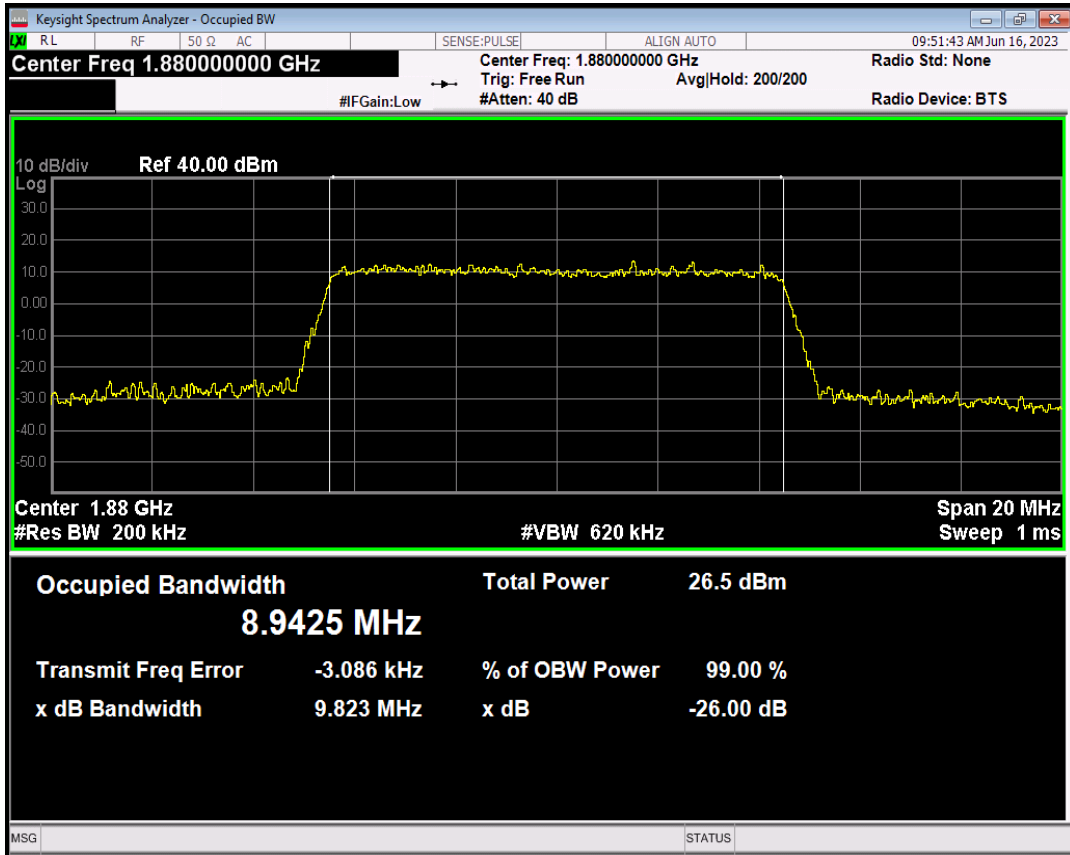 Keysight Spectrum Analyzer - Occupied BW
LXI RL RF 50 Ω AC SENSE:PULSE ALIGN AUTO 09:51:43 AM Jun 16, 2023
Center Freq 1.880000000 GHz Center Freq: 1.880000000 GHz Radio Std: None
Trig: Free Run Avg|Hold: 200/200
#IFGain:Low #Atten: 40 dB Radio Device: BTS
10 dB/div Ref 40.00 dBm
Log
30.0
20.0
10.0
0.00
-10.0
-20.0
-30.0
-40.0
-50.0
Center 1.88 GHz Span 20 MHz
#Res BW 200 kHz #VBW 620 kHz Sweep 1 ms
Occupied Bandwidth Total Power 26.5 dBm
8.9425 MHz
Transmit Freq Error -3.086 kHz % of OBW Power 99.00 %
x dB Bandwidth 9.823 MHz x dB -26.00 dB
MSG STATUS